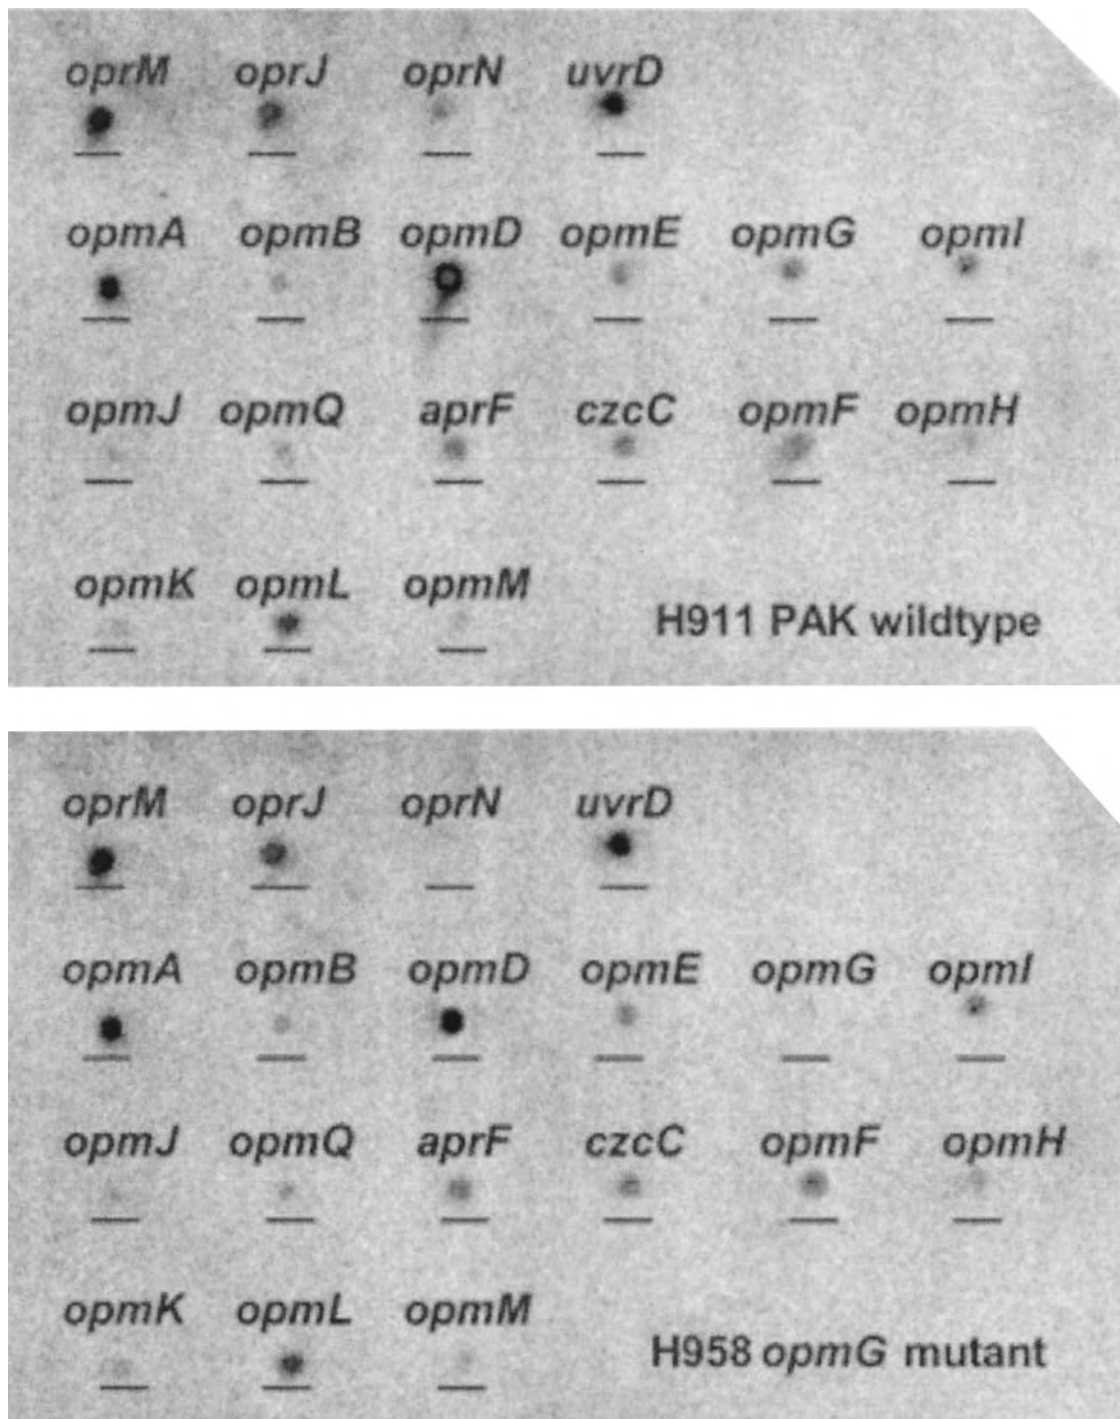 oprM oprJ oprN uvrD
opmA opmB opmD opmE opmG opmI
opmJ opmQ aprF czcC opmF opmH
opmK opmL opmM
H911 PAK wildtype
oprM oprJ oprN uvrD
opmA opmB opmD opmE opmG opmI
opmJ opmQ aprF czcC opmF opmH
opmK opmL opmM
H958 opmG mutant